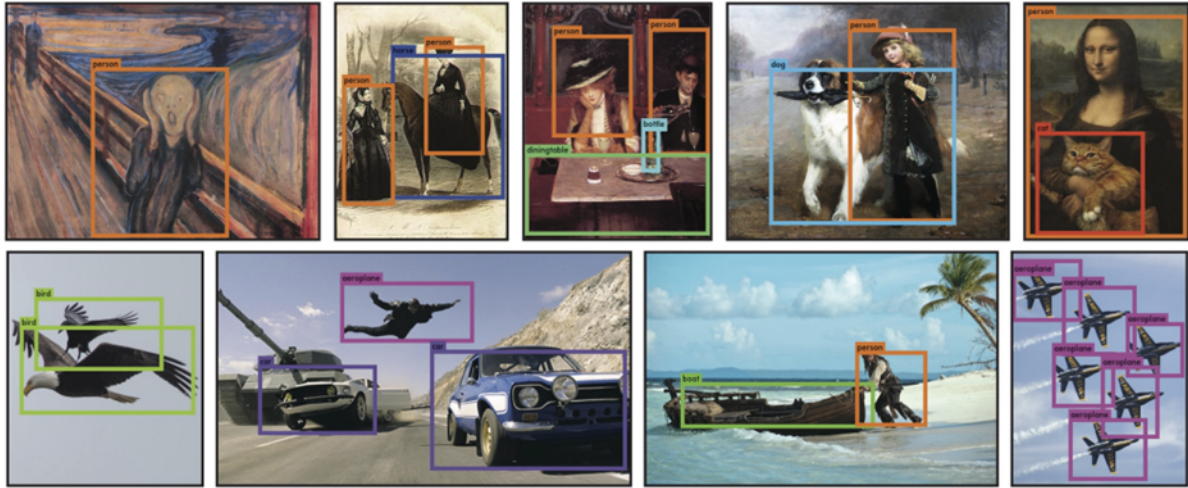 person
person
horse
person
person
person
bottle
diningtable
dog
person
person
cat
bird
bird
aeroplane
car
car
boat
person
aeroplane
aeroplane
aeroplane
aeroplane
aeroplane
aeroplane